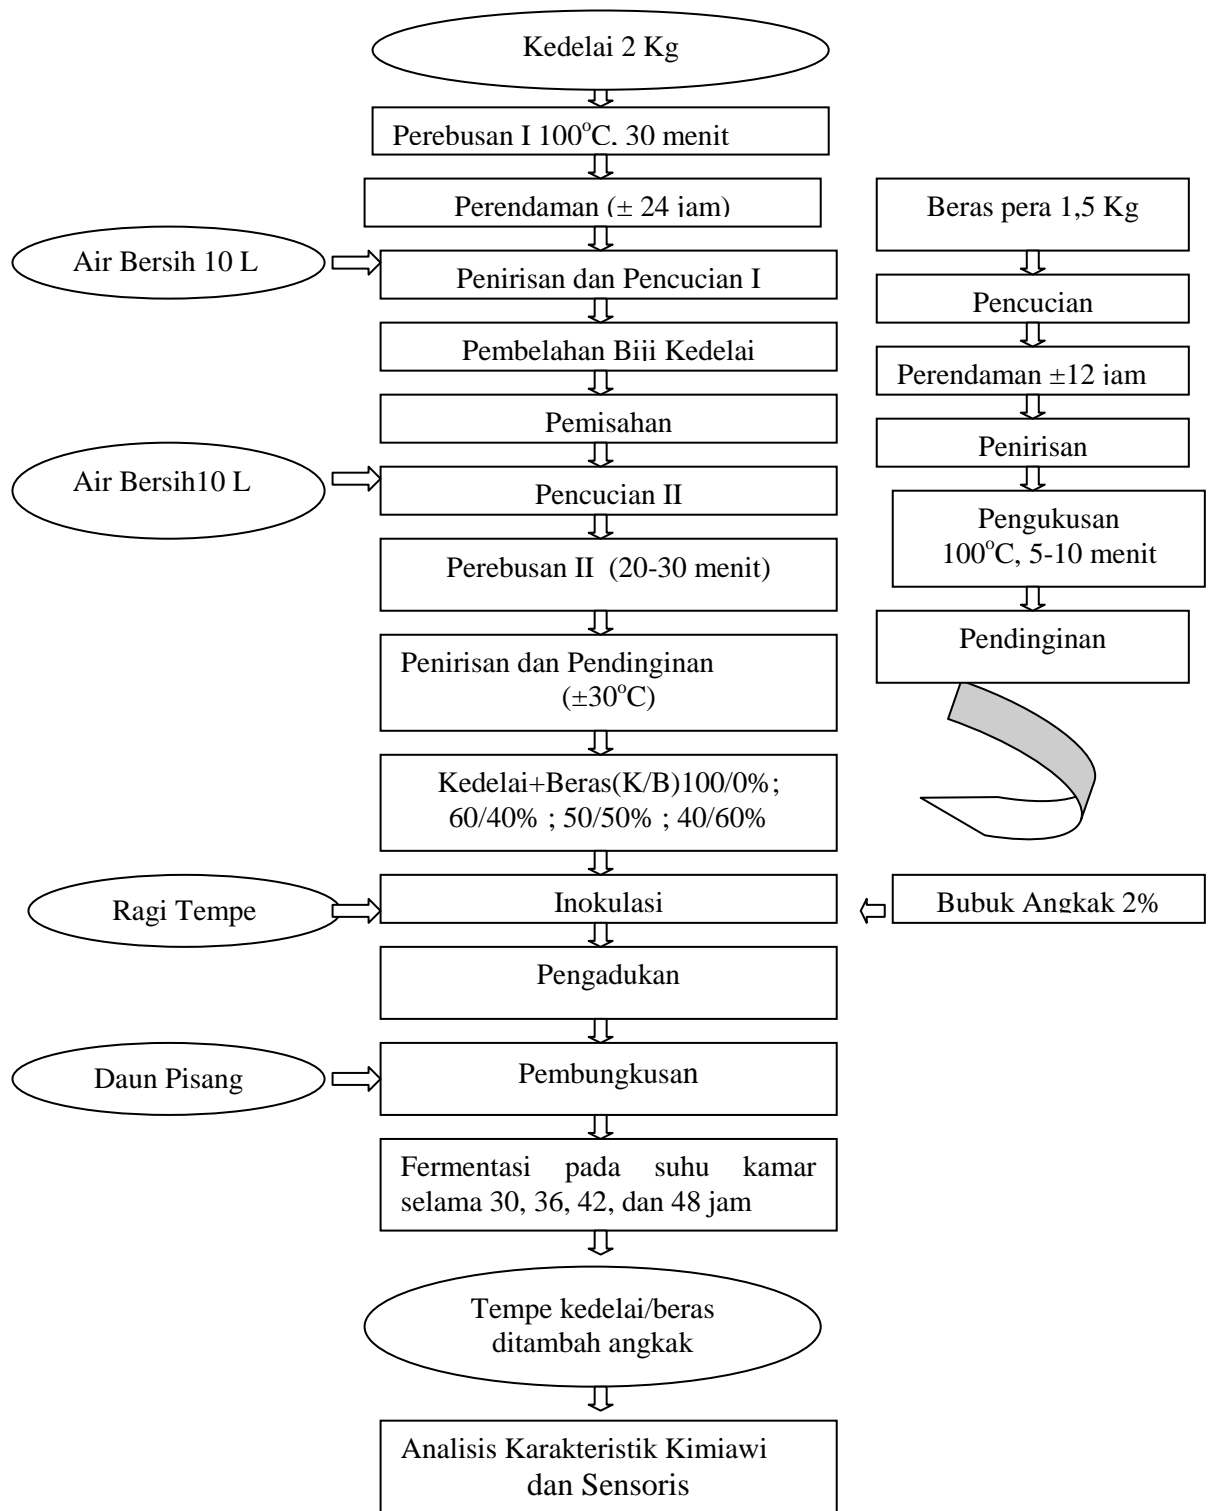 Kedelai 2 Kg
Perebusan I 100°C, 30 menit
Perendaman (± 24 jam)
Air Bersih 10 L
Penirisan dan Pencucian I
Pembelahan Biji Kedelai
Pemisahan
Air Bersih10 L
Pencucian II
Perebusan II (20-30 menit)
Penirisan dan Pendinginan
(±30°C)
Beras pera 1,5 Kg
Pencucian
Perendaman ±12 jam
Penirisan
Pengukusan
100°C, 5-10 menit
Pendinginan
Kedelai+Beras(K/B)100/0%;
60/40% ; 50/50% ; 40/60%
Ragi Tempe
Inokulasi
Bubuk Angkak 2%
Pengadukan
Daun Pisang
Pembungkusan
Fermentasi pada suhu kamar
selama 30, 36, 42, dan 48 jam
Tempe kedelai/beras
ditambah angkak
Analisis Karakteristik Kimiawi
dan Sensoris